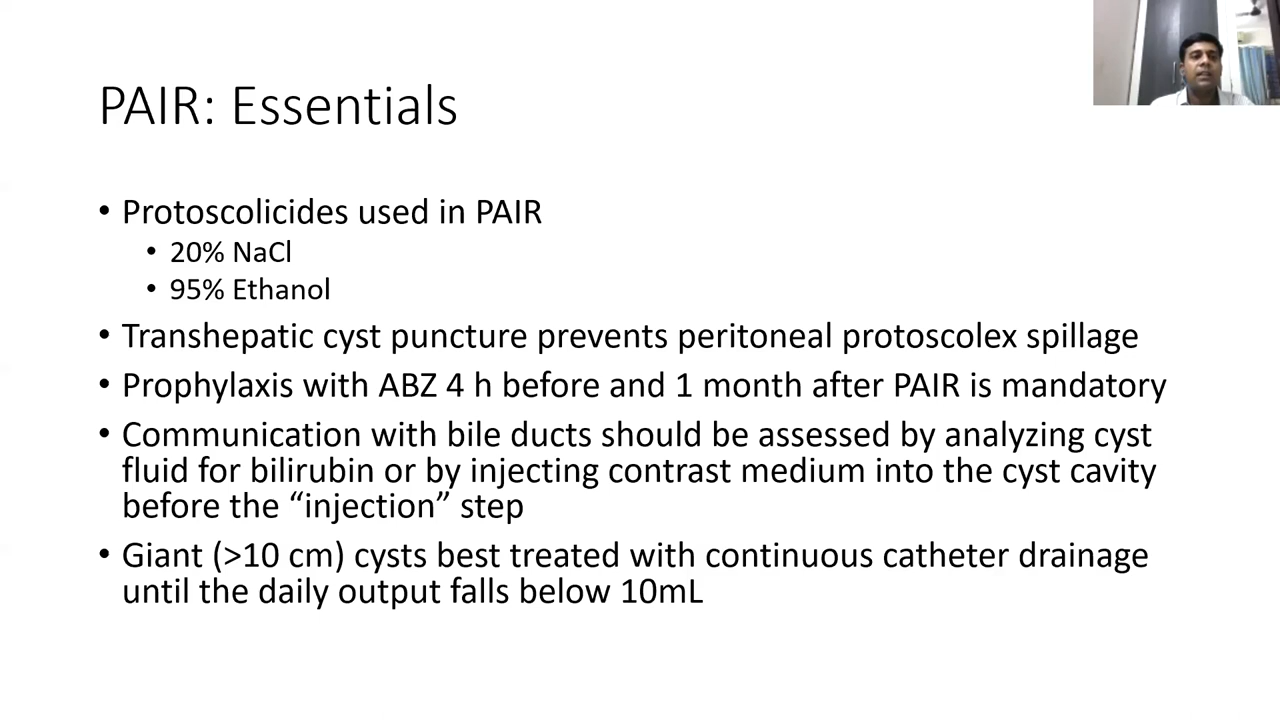 PAIR: Essentials
• Protoscolicides used in PAIR
• 20% NaCl
• 95% Ethanol
• Transhepatic cyst puncture prevents peritoneal protoscolex spillage
• Prophylaxis with ABZ 4 h before and 1 month after PAIR is mandatory
• Communication with bile ducts should be assessed by analyzing cyst
fluid for bilirubin or by injecting contrast medium into the cyst cavity
before the “injection” step
• Giant (>10 cm) cysts best treated with continuous catheter drainage
until the daily output falls below 10mL